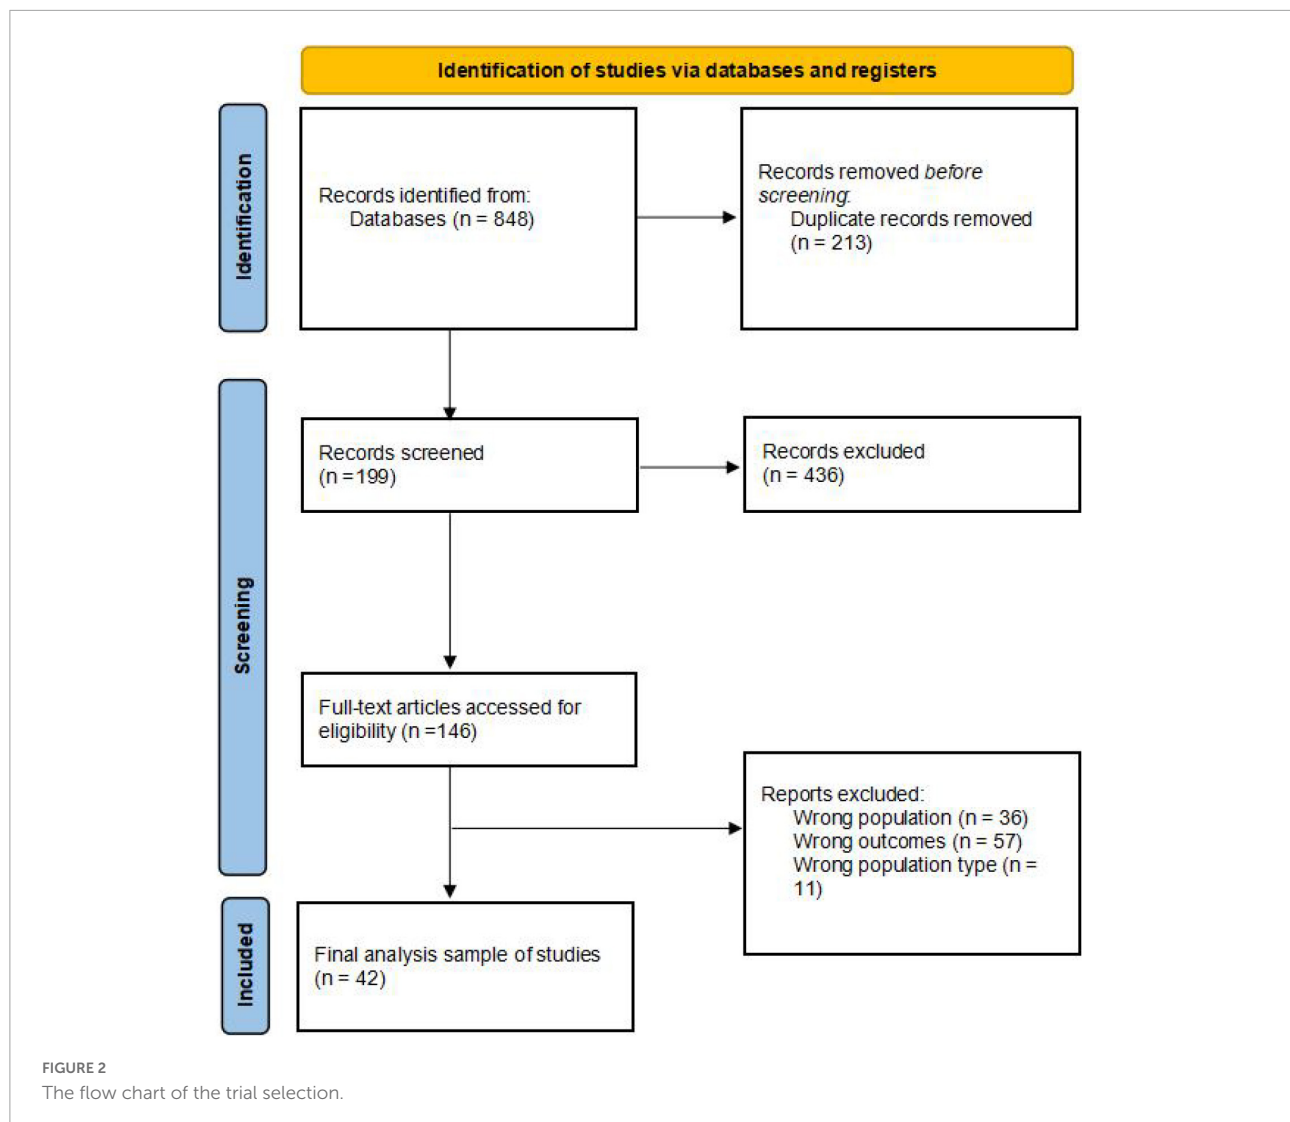 Identification of studies via databases and registers
Identification
Records identified from:
Databases (n = 848)
Records removed before
screening:
Duplicate records removed
(n = 213)
Screening
Records screened
(n =199)
Records excluded
(n = 436)
Full-text articles accessed for
eligibility (n =146)
Reports excluded:
Wrong population (n = 36)
Wrong outcomes (n = 57)
Wrong population type (n =
11)
Included
Final analysis sample of studies
(n = 42)
FIGURE 2
The flow chart of the trial selection.